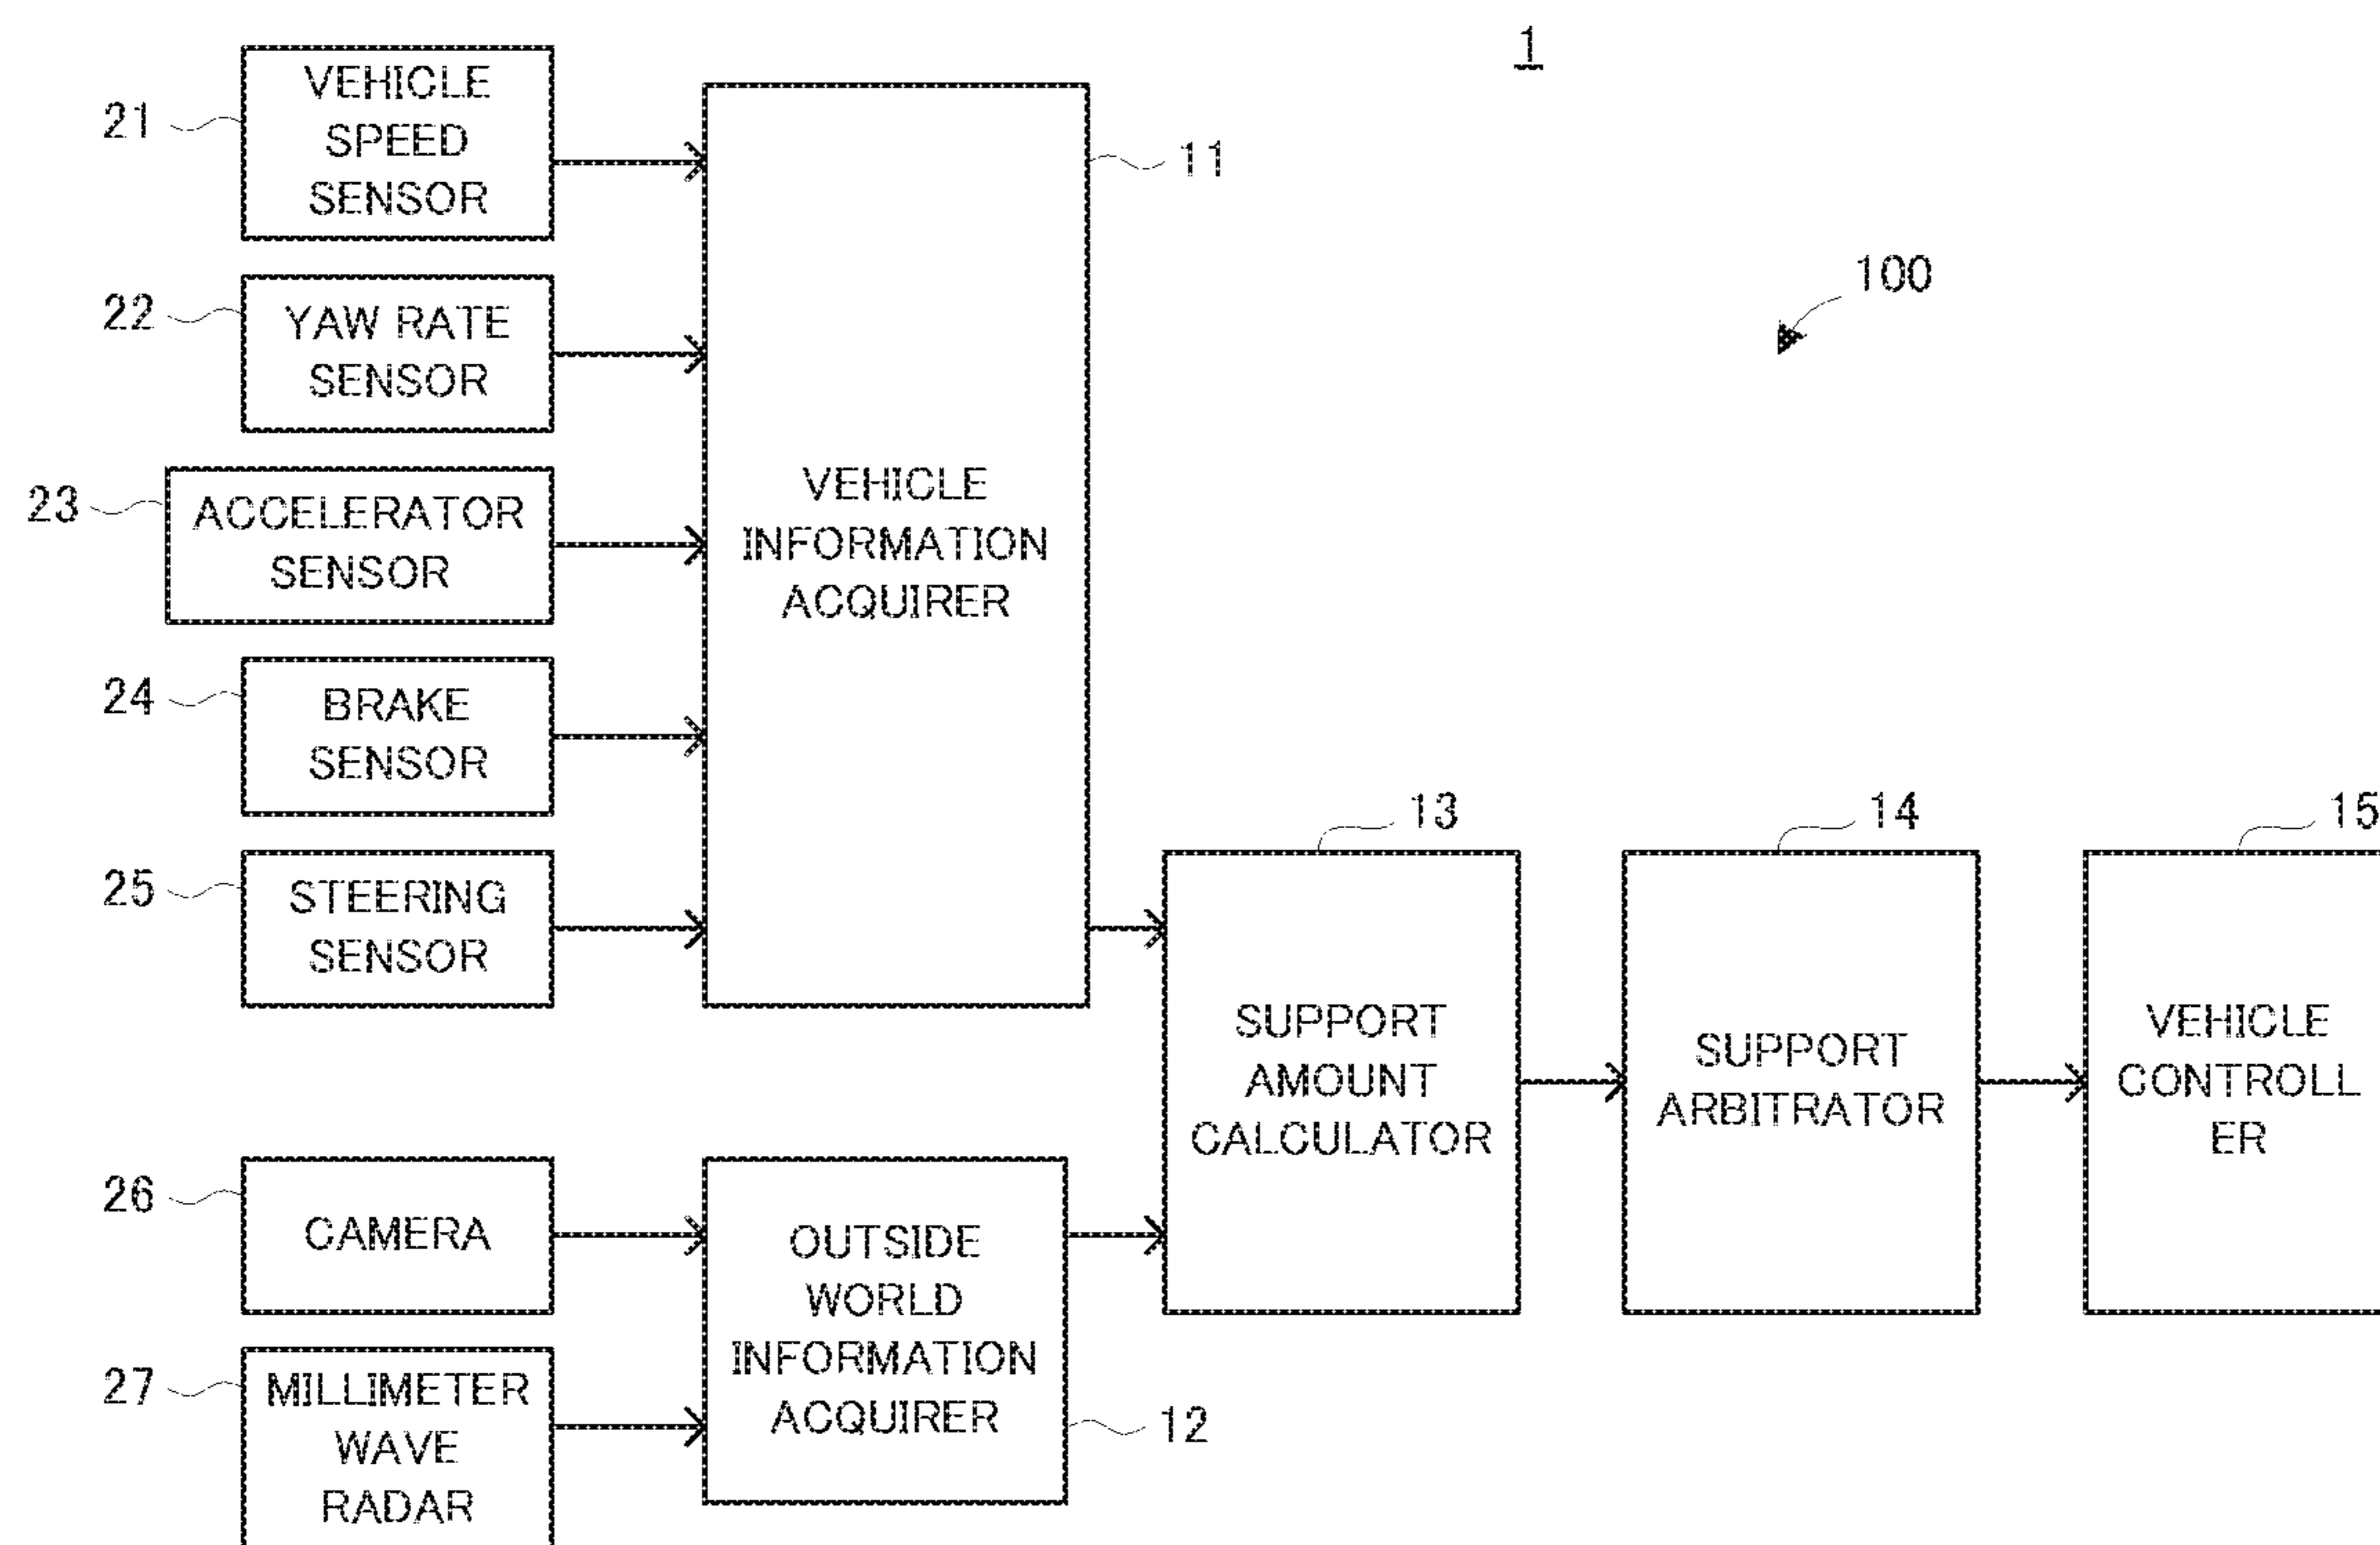 1
21
VEHICLE
SPEED
SENSOR
11
100
22
YAW RATE
SENSOR
23
ACCELERATOR
SENSOR
VEHICLE
INFORMATION
ACQUIRER
24
BRAKE
SENSOR
13
14
15
25
STEERING
SENSOR
SUPPORT
AMOUNT
CALCULATOR
SUPPORT
ARBITRATOR
VEHICLE
CONTROLL
ER
26
CAMERA
OUTSIDE
WORLD
INFORMATION
ACQUIRER
12
27
MILLIMETER
WAVE
RADAR